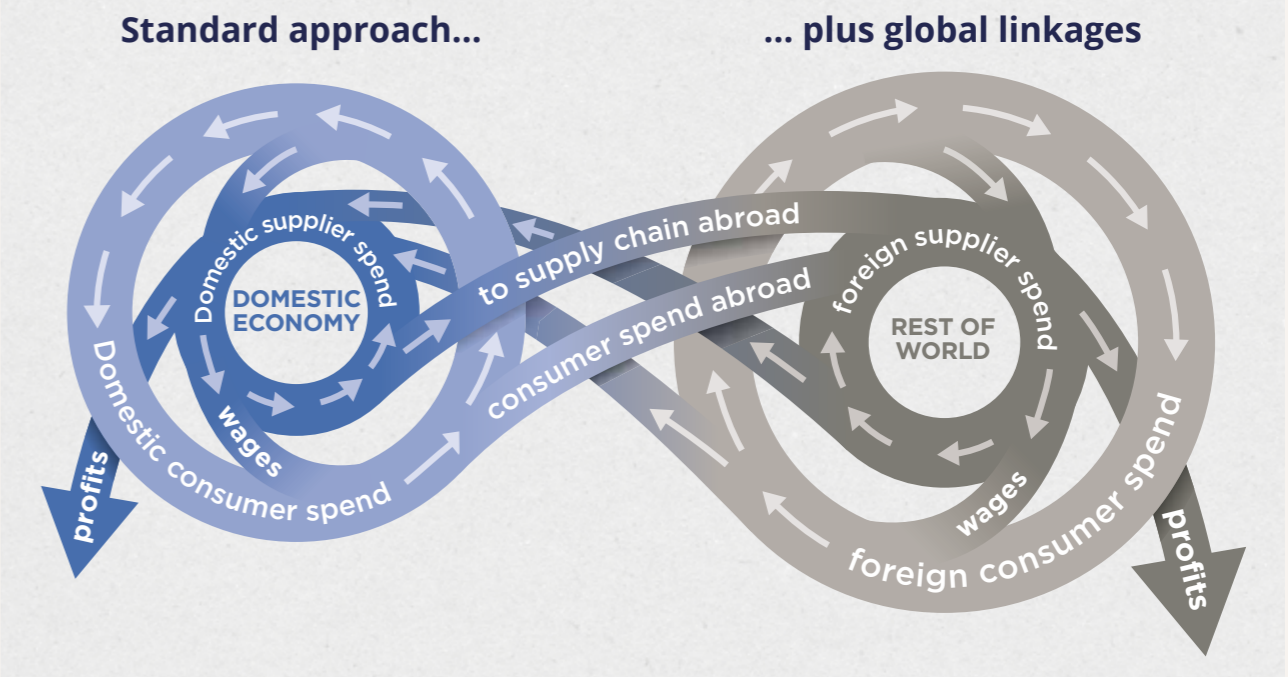 Standard approach...
... plus global linkages
Domestic supplier spend
DOMESTIC
ECONOMY
wages
Domestic consumer spend
profits
to supply chain abroad
consumer spend abroad
foreign supplier spend
REST OF
WORLD
wages
foreign consumer spend
profits